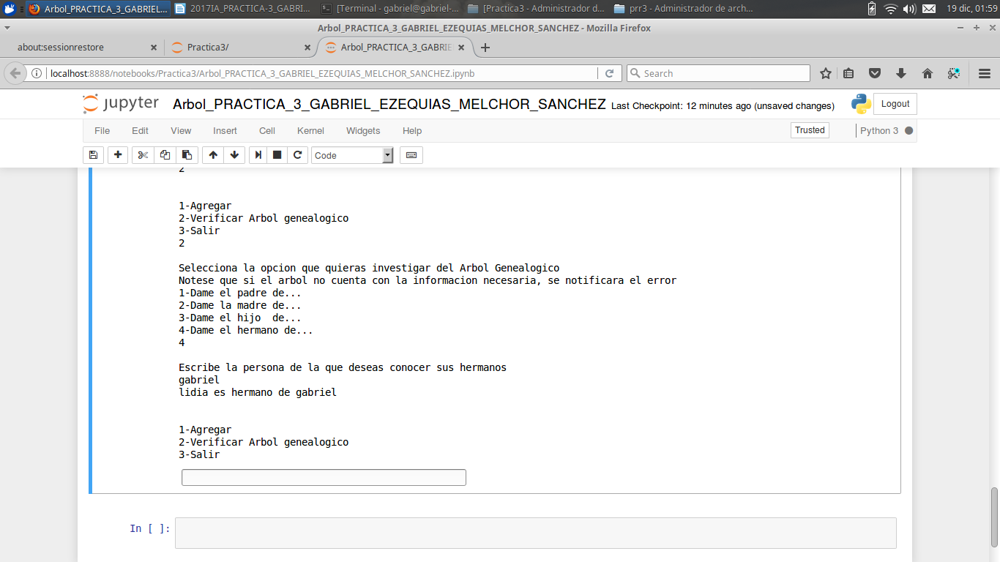 Arbol_PRACTICA_3_GABRIEL...
2017IA_PRACTICA-3_GABRI...
[Terminal - gabriel@gabriel-...
[Practica3 - Administrador d...
prr3 - Administrador de arch...
19 dic, 01:59
Arbol_PRACTICA_3_GABRIEL_EZEQUIAS_MELCHOR_SANCHEZ - Mozilla Firefox
about:sessionrestore
Practica3/
Arbol_PRACTICA_3_GABRIE
localhost:8888/notebooks/Practica3/Arbol_PRACTICA_3_GABRIEL_EZEQUIAS_MELCHOR_SANCHEZ.ipynb
Search
jupyter
Arbol_PRACTICA_3_GABRIEL_EZEQUIAS_MELCHOR_SANCHEZ
Last Checkpoint: 12 minutes ago (unsaved changes)
Logout
File
Edit
View
Insert
Cell
Kernel
Widgets
Help
Trusted
Python 3
Code
2
1-Agregar
2-Verificar Arbol genealogico
3-Salir
2
Selecciona la opcion que quieras investigar del Arbol Genealogico
Notese que si el arbol no cuenta con la informacion necesaria, se notificara el error
1-Dame el padre de...
2-Dame la madre de...
3-Dame el hijo  de...
4-Dame el hermano de...
4
Escribe la persona de la que deseas conocer sus hermanos
gabriel
lidia es hermano de gabriel
1-Agregar
2-Verificar Arbol genealogico
3-Salir
In [ ]: